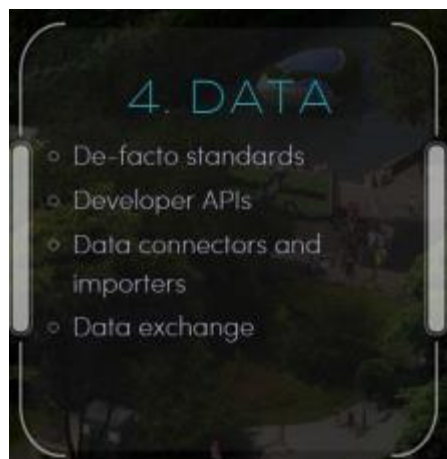 4. DATA
De-facto standards
Developer APIs
Data connectors and
importers
Data exchange